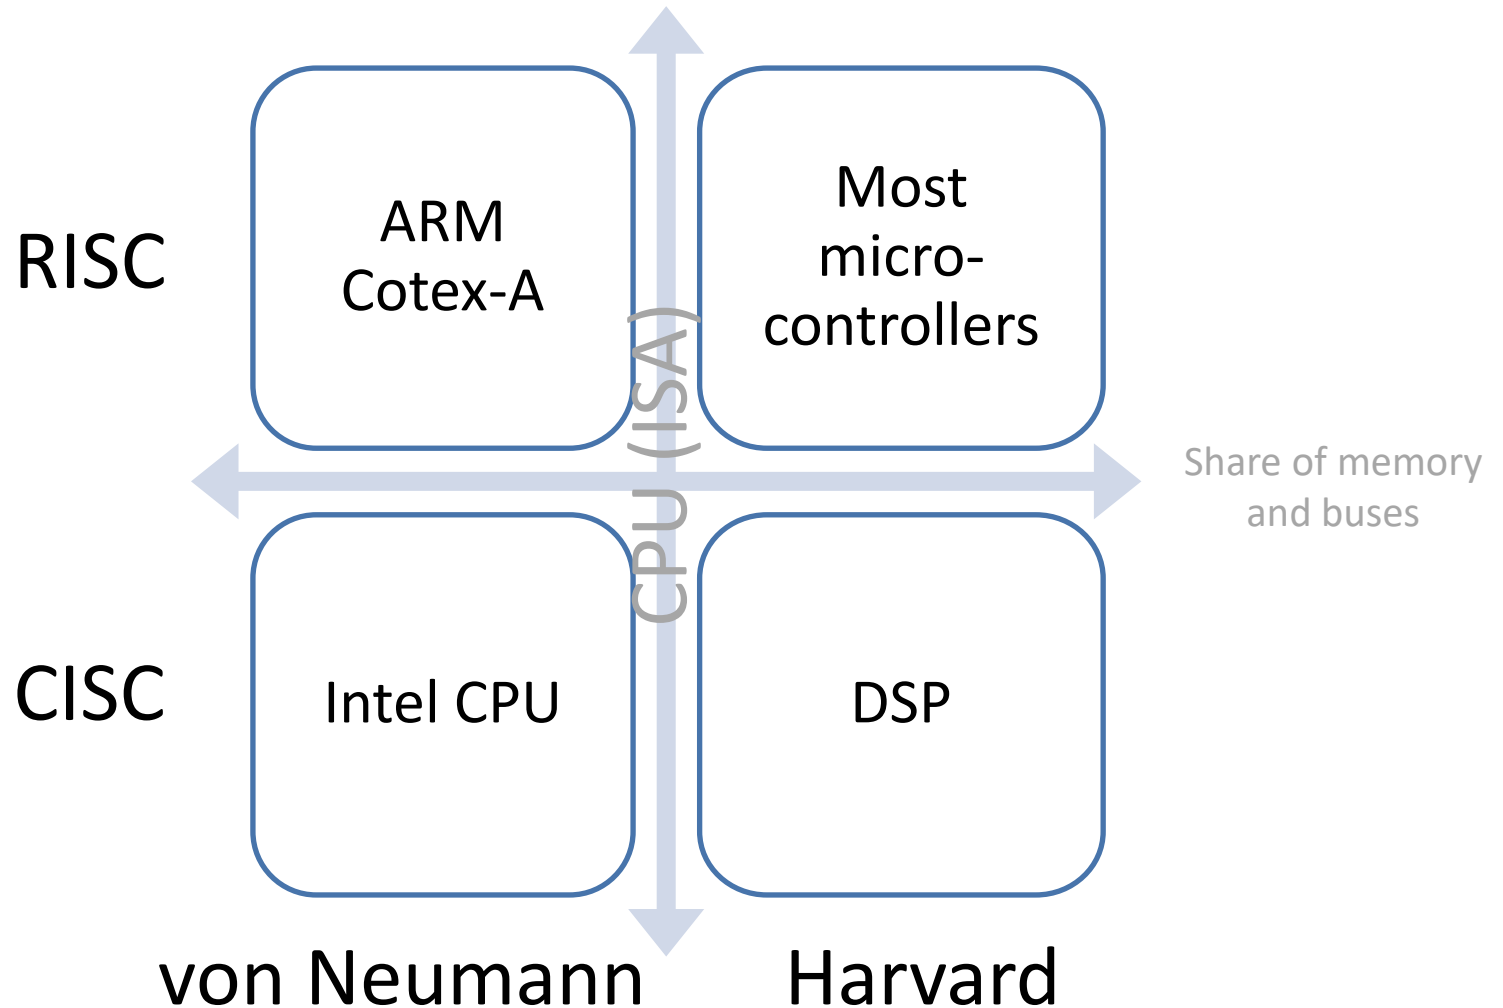 RISC
ARM
Cotex-A
Most
micro-
controllers
CPU (ISA)
Share of memory
and buses
CISC
Intel CPU
DSP
von Neumann
Harvard